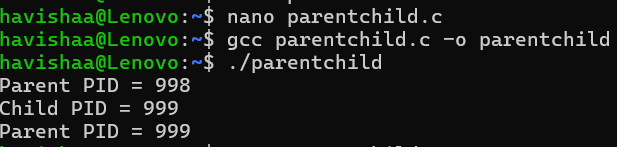 havishaa@Lenovo:~$ nano parentchild.c
havishaa@Lenovo:~$ gcc parentchild.c -o parentchild
havishaa@Lenovo:~$ ./parentchild
Parent PID = 998
Child PID = 999
Parent PID = 999